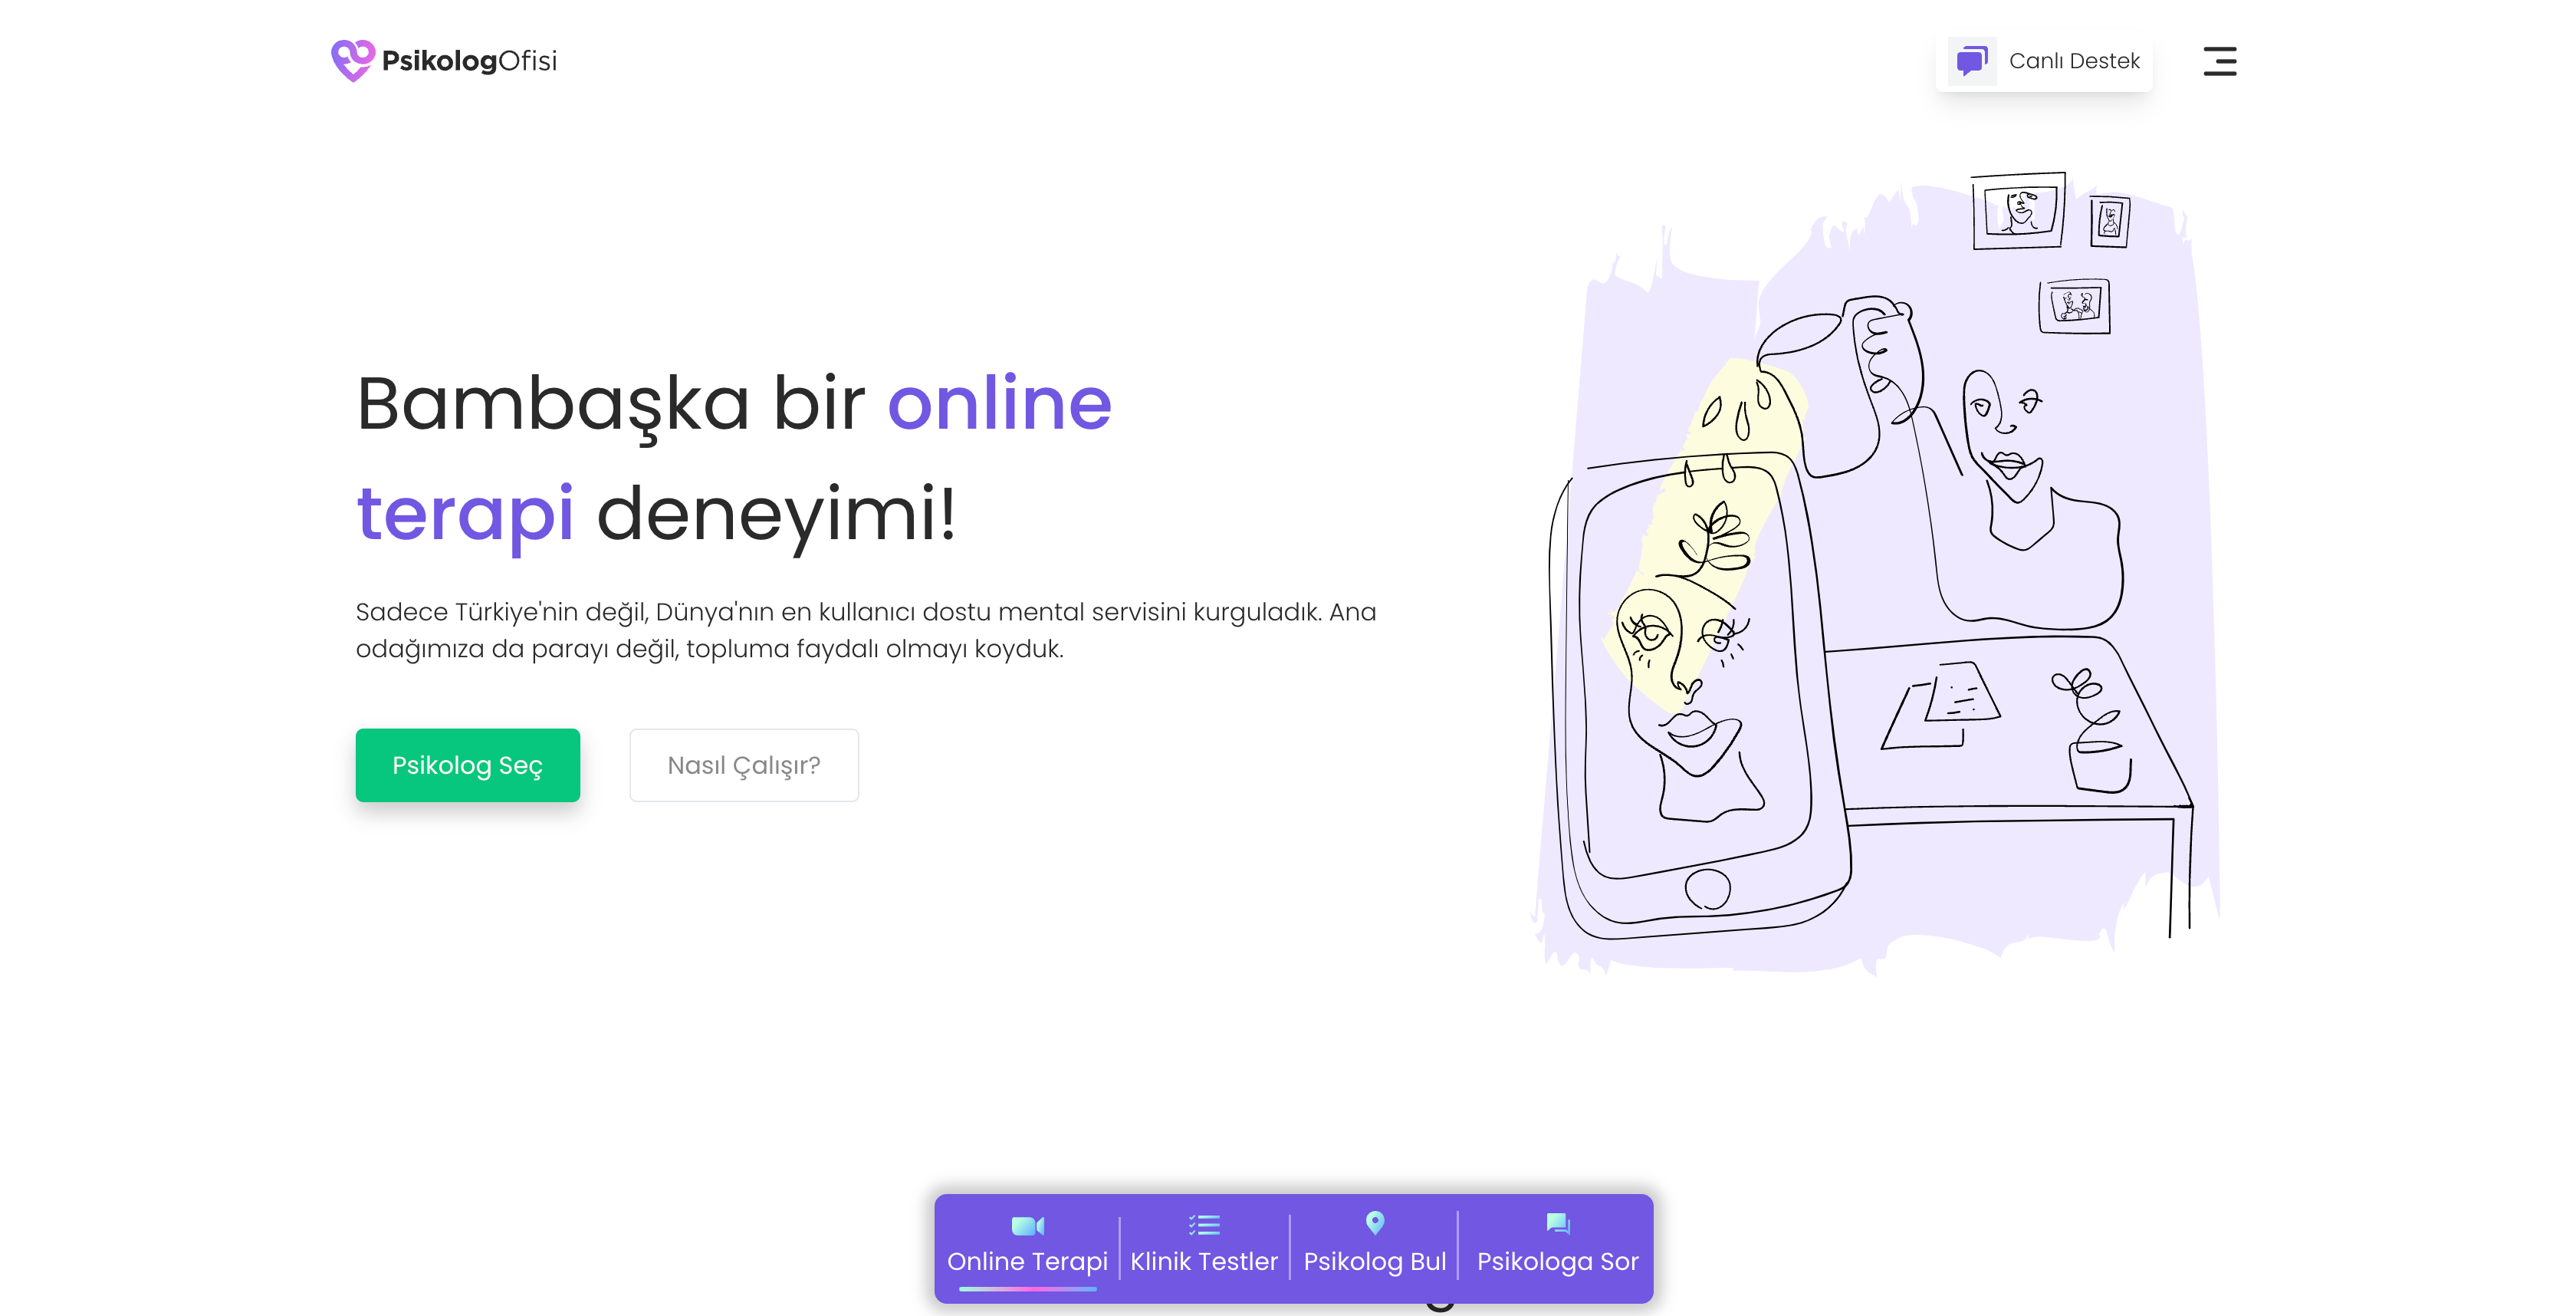 PsikologOfisi
Canlı Destek
Bambaşka bir online
terapi deneyimi!
Sadece Türkiye'nin değil, Dünya'nın en kullanıcı dostu mental servisini kurguladık. Ana
odağımıza da parayı değil, topluma faydalı olmayı koyduk.
Psikolog Seç
Nasıl Çalışır?
Online Terapi
Klinik Testler
Psikolog Bul
Psikologa Sor